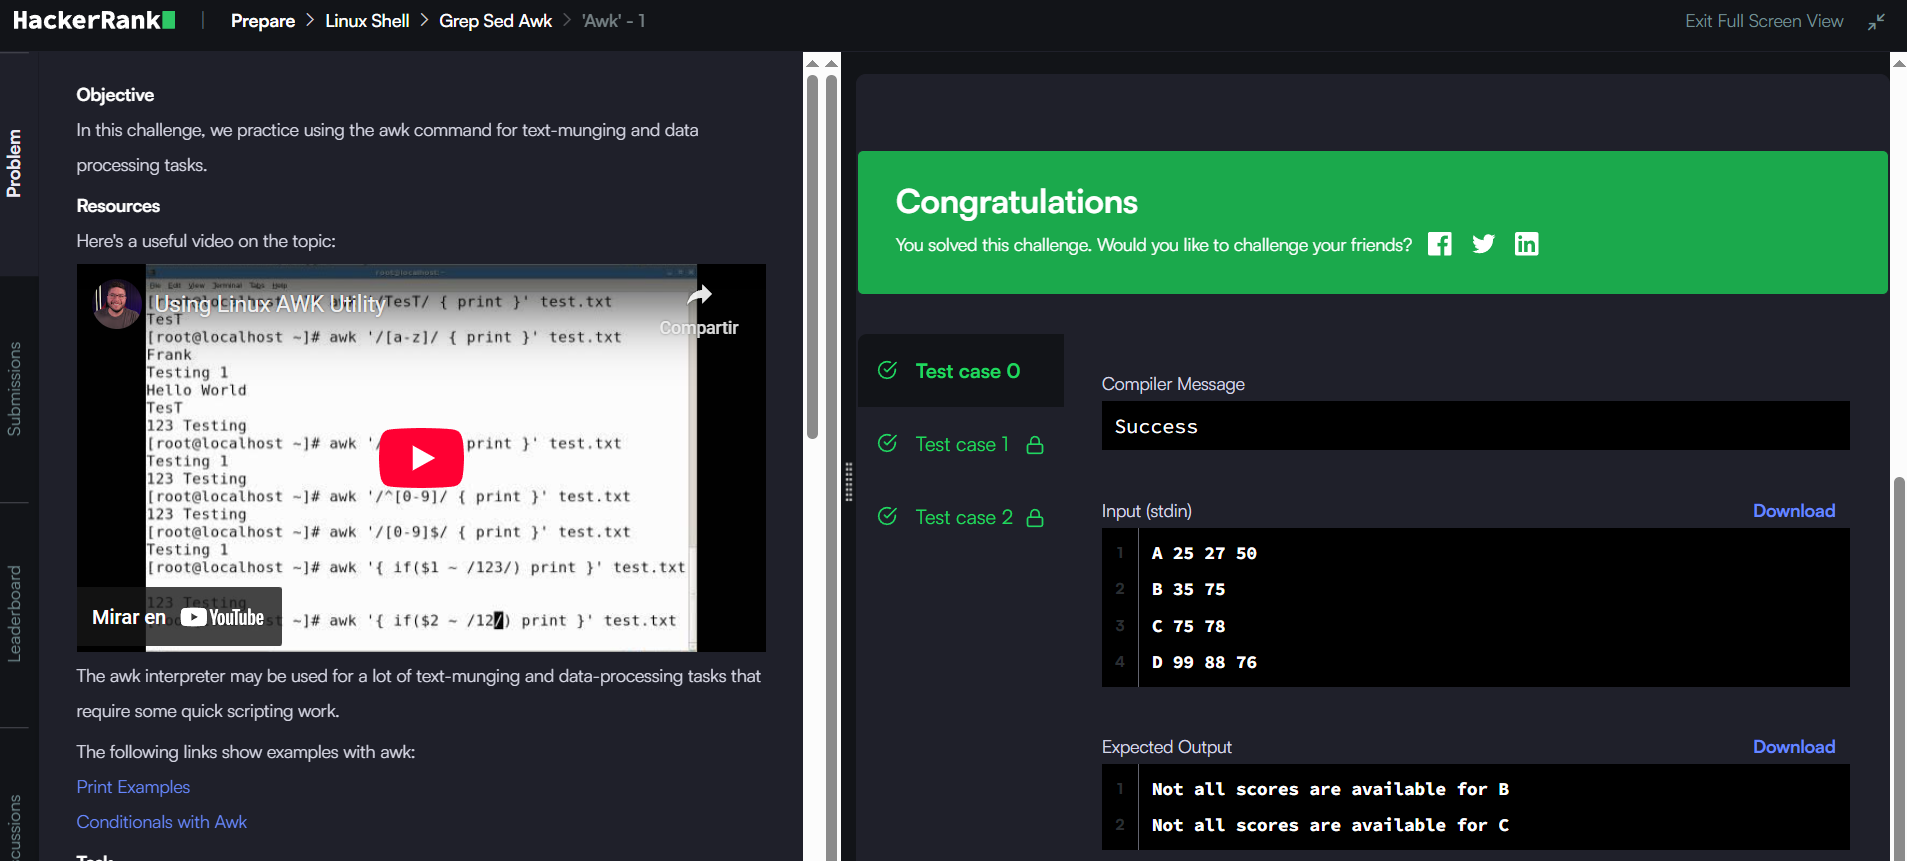 HackerRank
Prepare > Linux Shell > Grep Sed Awk > 'Awk' - 1
Exit Full Screen View
Problem
Submissions
Leaderboard
Objective
In this challenge, we practice using the awk command for text-munging and data
processing tasks.
Resources
Here's a useful video on the topic:
root@localhost:~
File Edit View Terminal Tabs Help
Using Linux AWK Utility
Compartir
/TesT/ { print }' test.txt
TesT
[root@localhost ~]# awk '/[a-z]/ { print }' test.txt
Frank
Testing 1
Hello World
TesT
123 Testing
[root@localhost ~]# awk '/ print }' test.txt
Testing 1
123 Testing
[root@localhost ~]# awk '/^[0-9]/ { print }' test.txt
123 Testing
[root@localhost ~]# awk '/[0-9]$/ { print }' test.txt
Testing 1
[root@localhost ~]# awk '{ if($1 ~ /123/) print }' test.txt
123 Testing
~]# awk '{ if($2 ~ /12/) print }' test.txt
Mirar en YouTube
The awk interpreter may be used for a lot of text-munging and data-processing tasks that
require some quick scripting work.
The following links show examples with awk:
Print Examples
Conditionals with Awk
Congratulations
You solved this challenge. Would you like to challenge your friends?
Test case 0
Test case 1
Test case 2
Compiler Message
Success
Input (stdin)
Download
1 A 25 27 50
2 B 35 75
3 C 75 78
4 D 99 88 76
Expected Output
Download
1 Not all scores are available for B
2 Not all scores are available for C